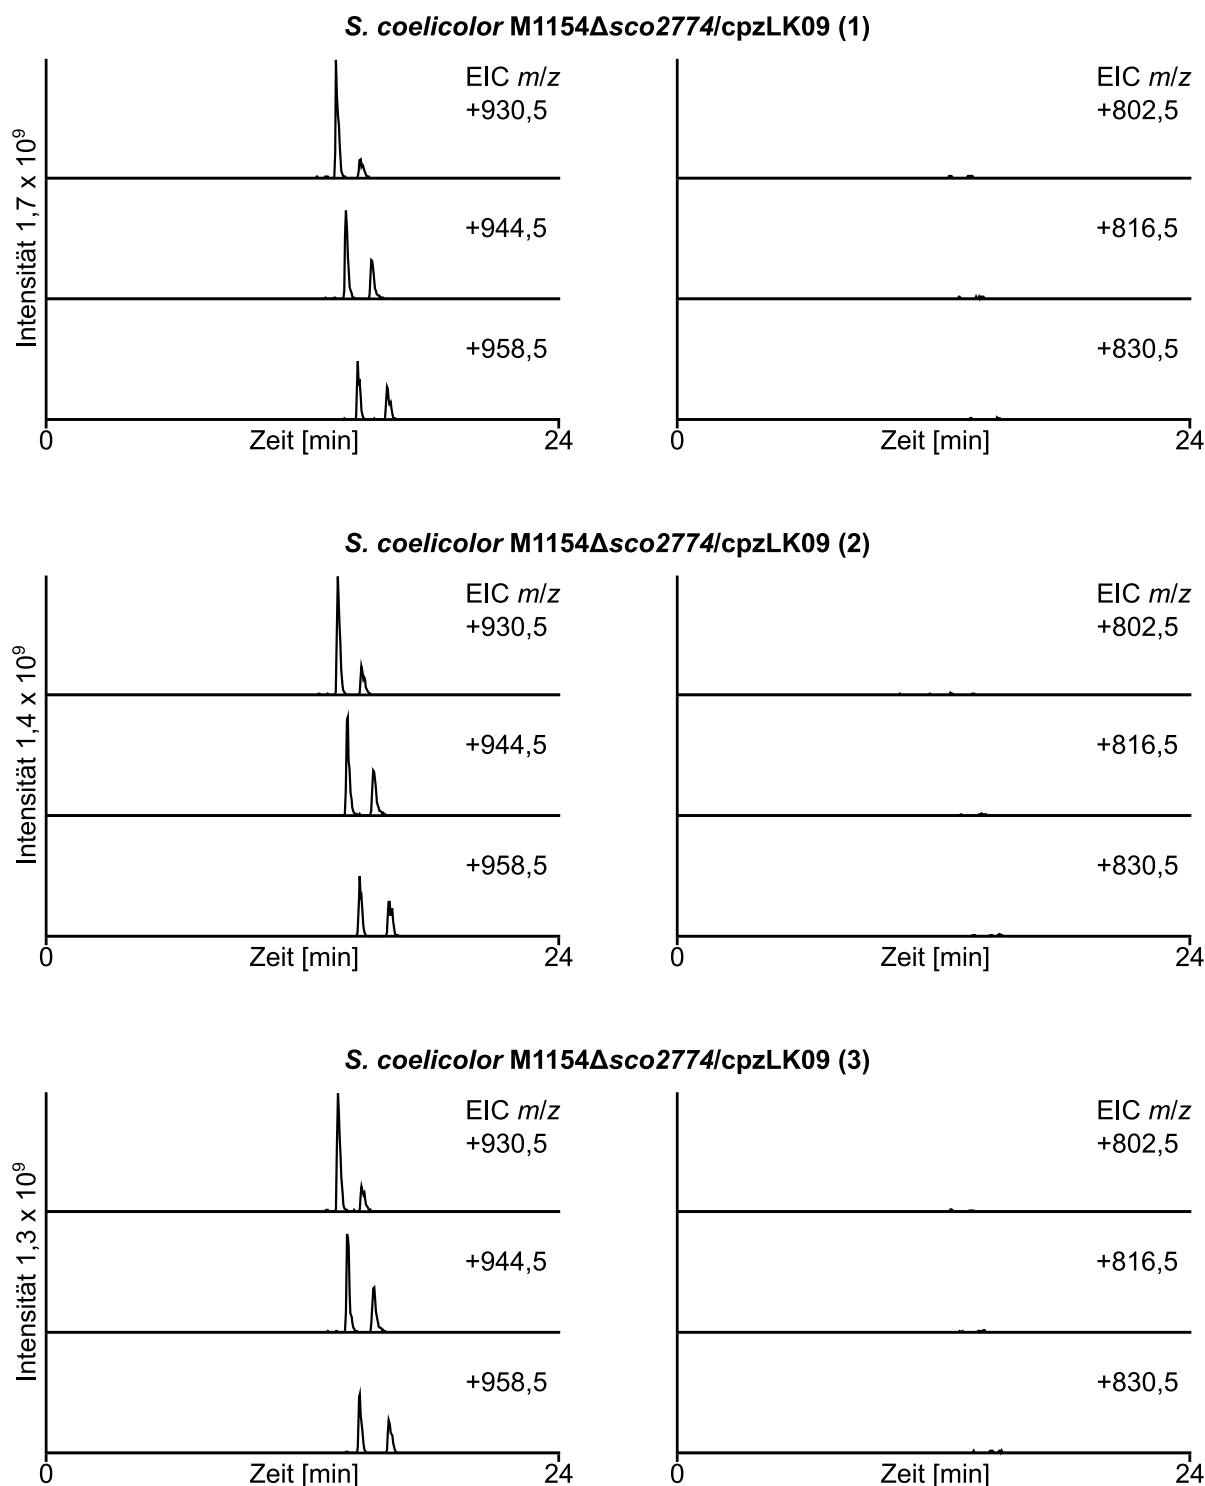 S. coelicolor M1154Δsco2774/cpzLK09 (1)
Intensität 1,7 x 10⁹
EIC m/z
+930,5
+944,5
+958,5
0 Zeit [min] 24
EIC m/z
+802,5
+816,5
+830,5
0 Zeit [min] 24
S. coelicolor M1154Δsco2774/cpzLK09 (2)
Intensität 1,4 x 10⁹
EIC m/z
+930,5
+944,5
+958,5
0 Zeit [min] 24
EIC m/z
+802,5
+816,5
+830,5
0 Zeit [min] 24
S. coelicolor M1154Δsco2774/cpzLK09 (3)
Intensität 1,3 x 10⁹
EIC m/z
+930,5
+944,5
+958,5
0 Zeit [min] 24
EIC m/z
+802,5
+816,5
+830,5
0 Zeit [min] 24